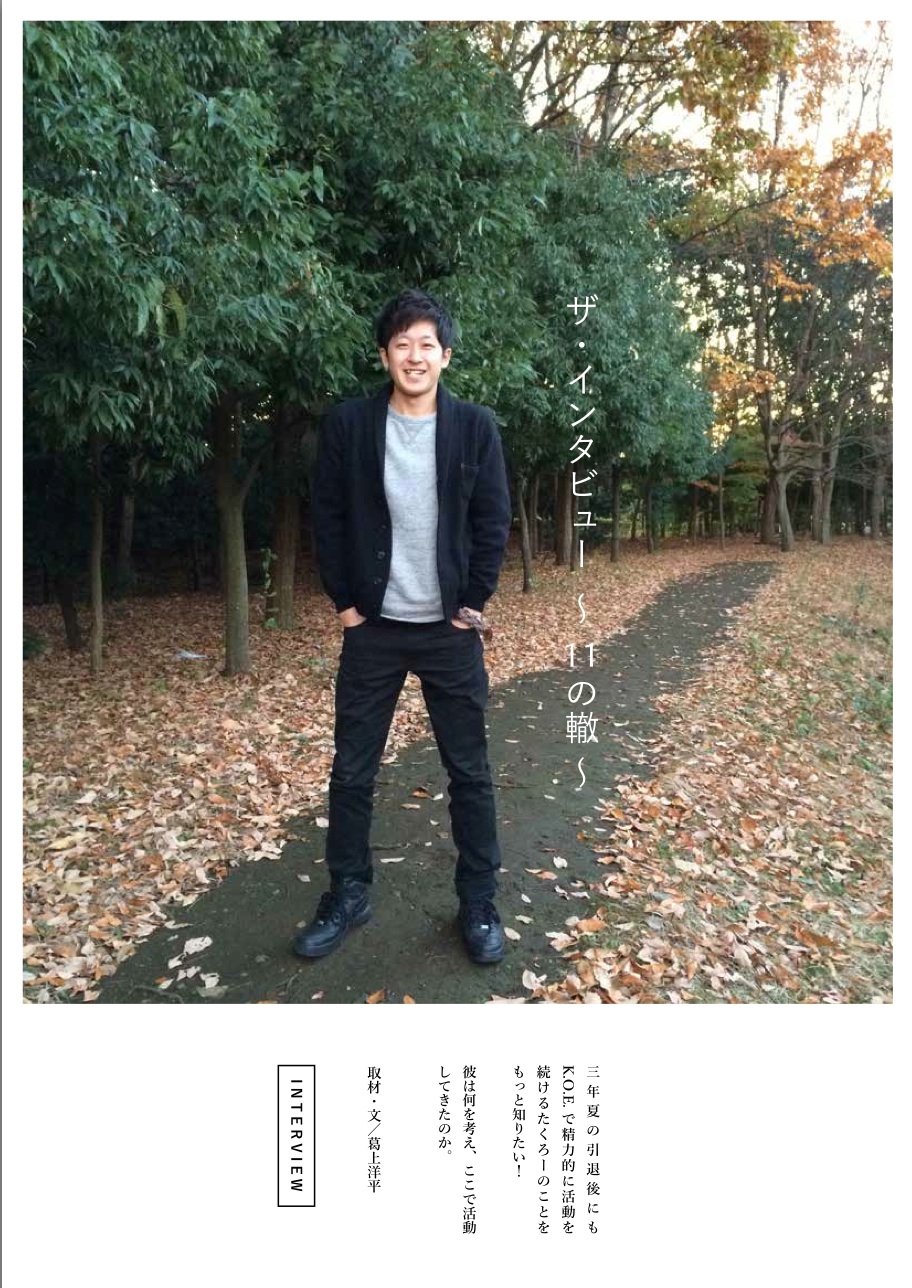 ザ・インタビュー 〜 11の轍 〜
三年夏の引退後にも
K.O.E.で精力的に活動を
続けるたくろーのことを
もっと知りたい！
彼は何を考え、ここで活動
してきたのか。
取材・文／葛上洋平
INTERVIEW